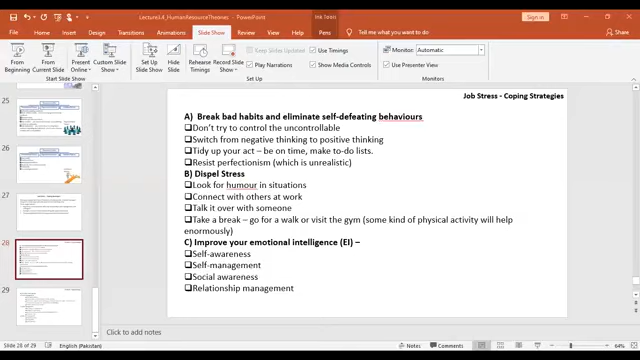 Ink Tools
Lecture3.4_HumanResourceTheories - PowerPoint
Sign in
File Home Insert Design Transitions Animations Slide Show Review View Pens Tell me what you want to do Share
From Beginning
From Current Slide
Present Online
Custom Slide Show
Set Up Slide Show
Hide Slide
Rehearse Timings
Record Slide Show
Keep Slides Updated
Play Narrations
Use Timings
Show Media Controls
Monitor: Automatic
Use Presenter View
Start Slide Show
Set Up
Monitors
25
26
27
28
29
Job Stress - Coping Strategies
A) Break bad habits and eliminate self-defeating behaviours
Don't try to control the uncontrollable
Switch from negative thinking to positive thinking
Tidy up your act – be on time, make to-do lists.
Resist perfectionism (which is unrealistic)
B) Dispel Stress
Look for humour in situations
Connect with others at work
Talk it over with someone
Take a break – go for a walk or visit the gym (some kind of physical activity will help
enormously)
C) Improve your emotional intelligence (EI) –
Self-awareness
Self-management
Social awareness
Relationship management
Click to add notes
Slide 28 of 29 English (Pakistan) Notes Comments 64%